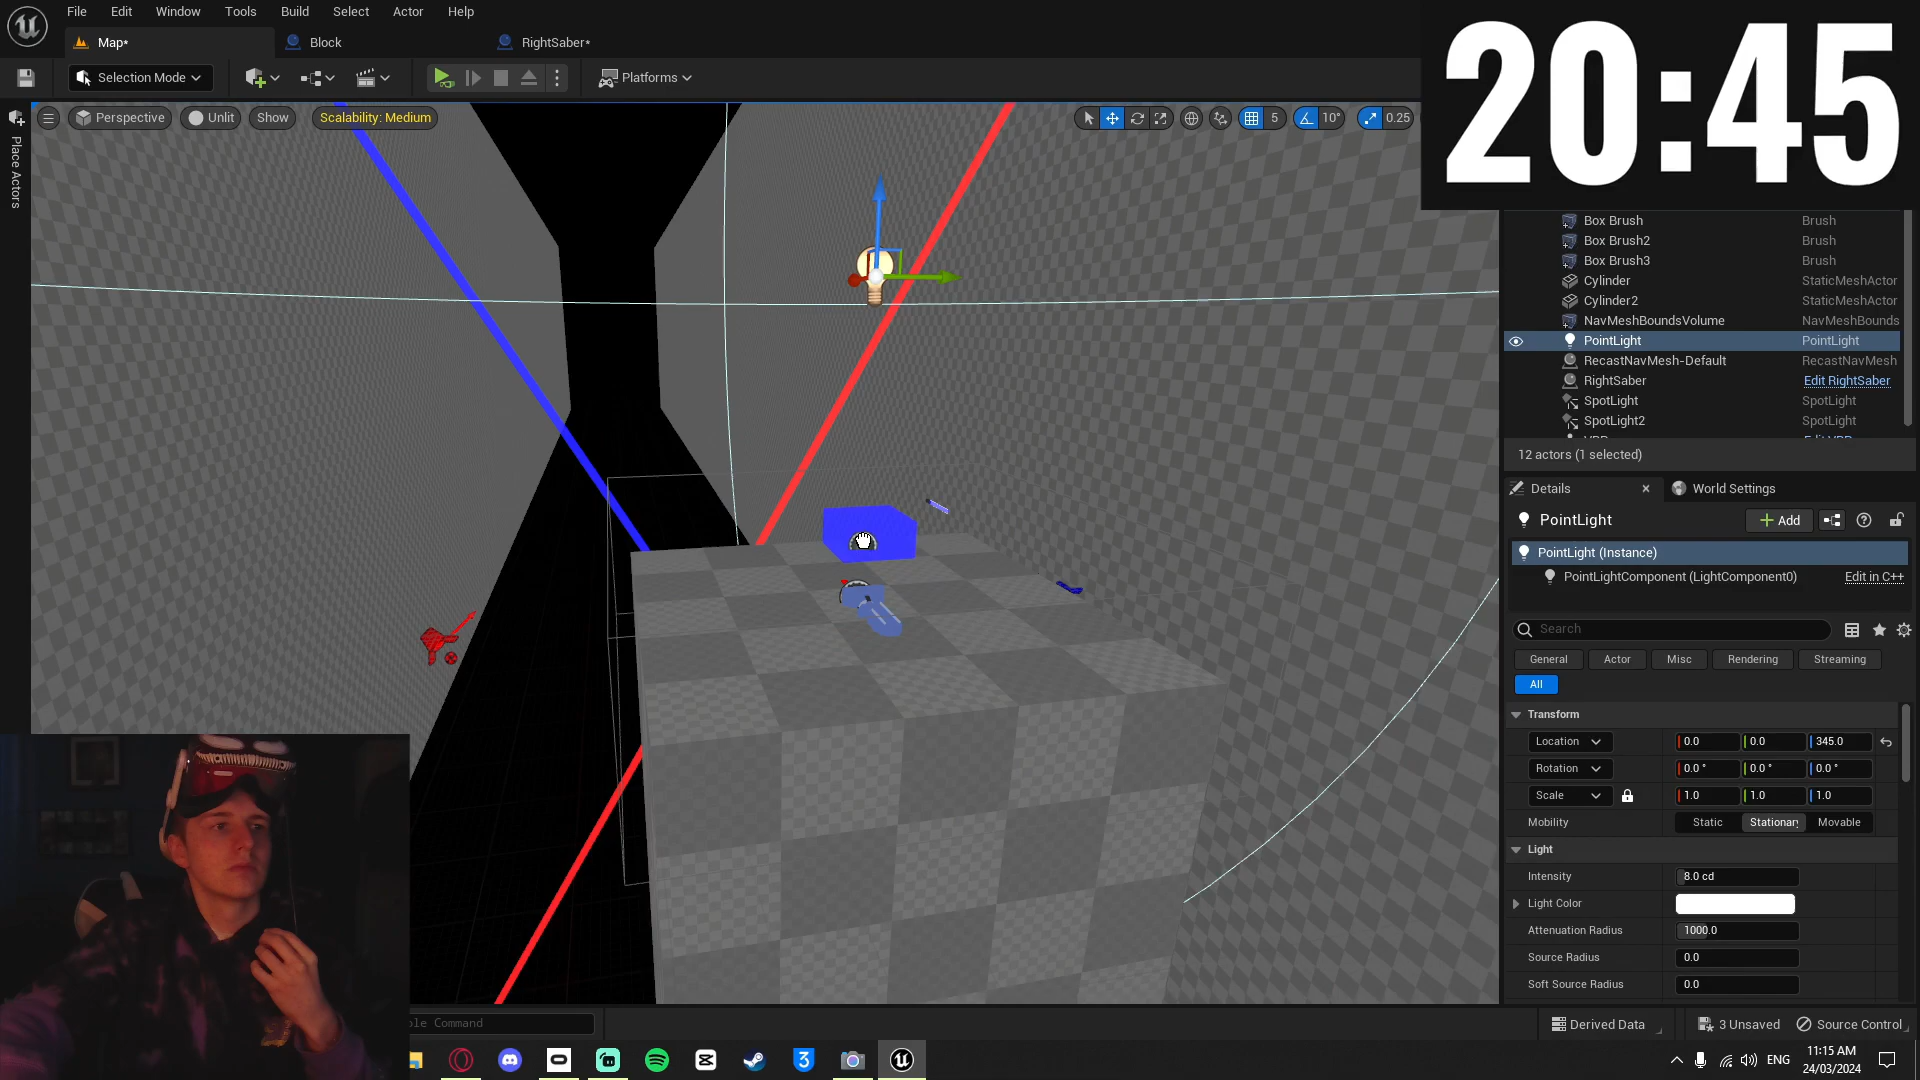 File Edit Window Tools Build Select Actor Help
Map* Block RightSaber*
Selection Mode Platforms
20:45
Perspective Unlit Show Scalability: Medium 5 10° 0.25
Place Actors
Box Brush Brush
Box Brush2 Brush
Box Brush3 Brush
Cylinder StaticMeshActor
Cylinder2 StaticMeshActor
NavMeshBoundsVolume NavMeshBounds
PointLight PointLight
RecastNavMesh-Default RecastNavMesh
RightSaber Edit RightSaber
SpotLight SpotLight
SpotLight2 SpotLight
12 actors (1 selected)
Details World Settings
PointLight Add
PointLight (Instance)
PointLightComponent (LightComponent0) Edit in C++
Search
General Actor Misc Rendering Streaming
All
Transform
Location 0.0 0.0 345.0
Rotation 0.0 ° 0.0 ° 0.0 °
Scale 1.0 1.0 1.0
Mobility Static Stationar Movable
Light
Intensity 8.0 cd
Light Color
Attenuation Radius 1000.0
Source Radius 0.0
Soft Source Radius 0.0
ole Command Derived Data 3 Unsaved Source Control
3 ENG 11:15 AM
24/03/2024